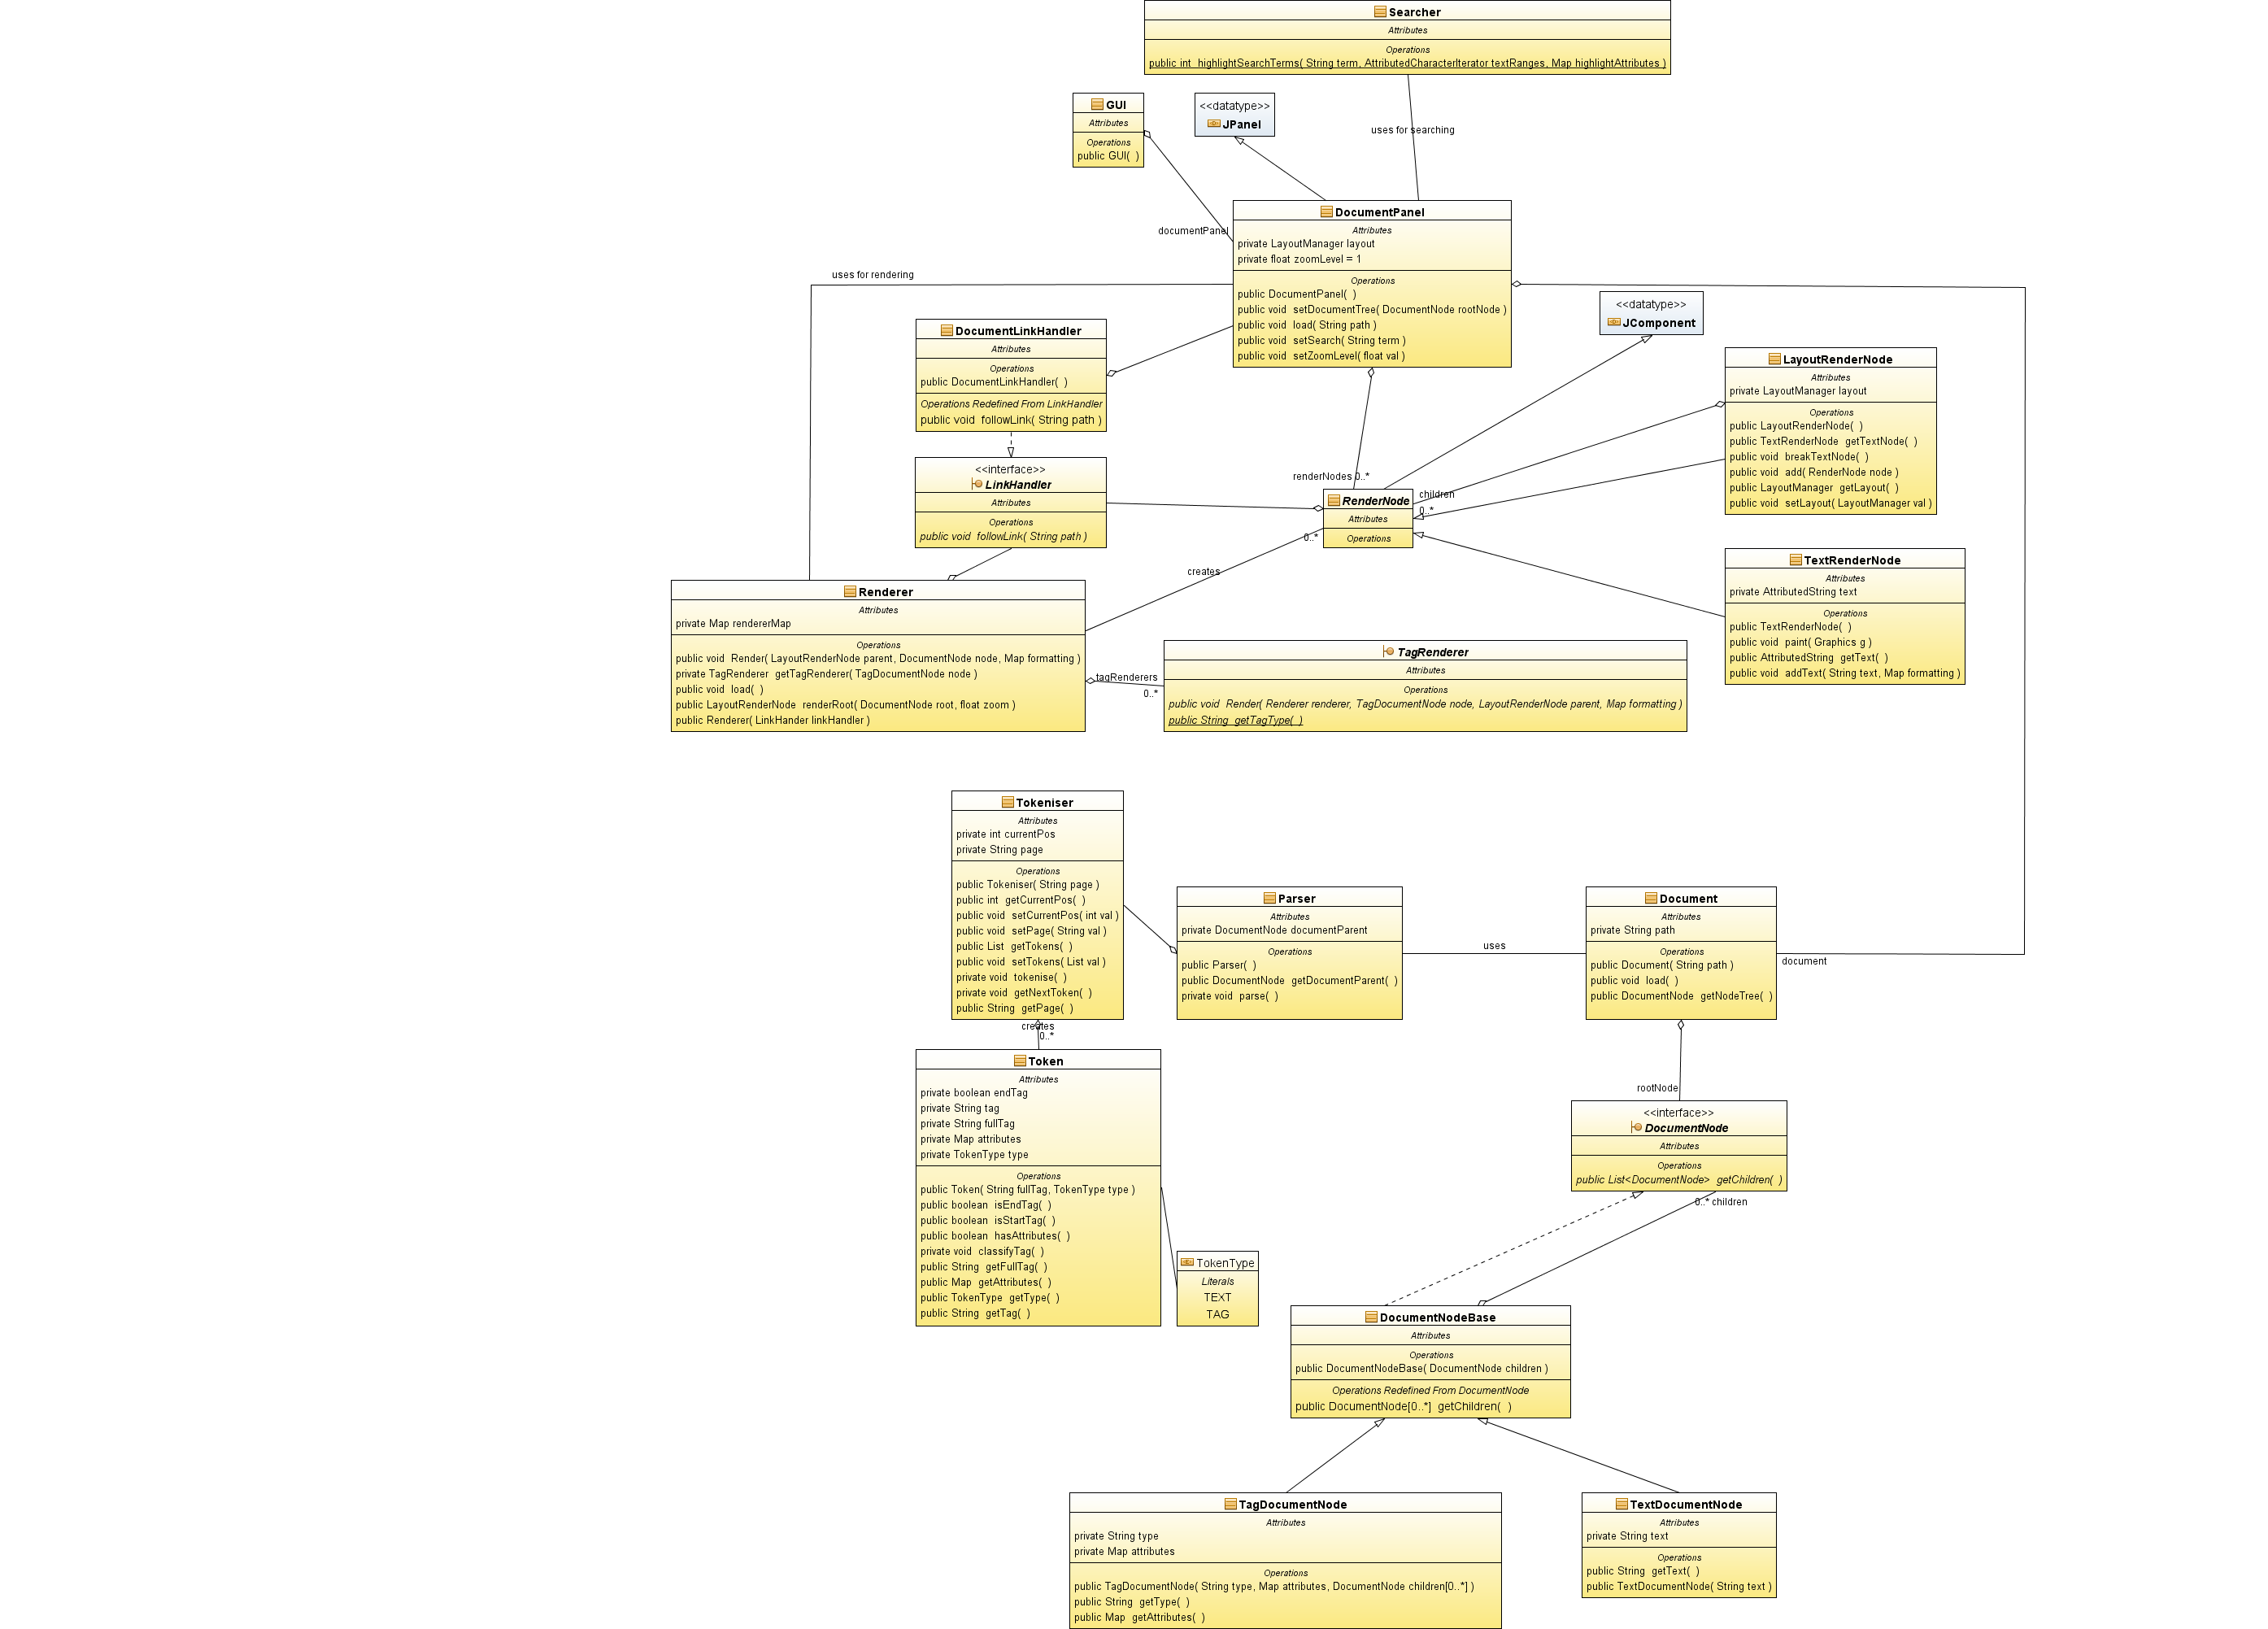 Searcher
Attributes
Operations
public int  highlightSearchTerms( String term, AttributedCharacterIterator textRanges, Map highlightAttributes )
GUI
Attributes
Operations
public GUI(  )
<<datatype>>
JPanel
uses for searching
documentPanel
DocumentPanel
Attributes
private LayoutManager layout
private float zoomLevel = 1
Operations
public DocumentPanel(  )
public void  setDocumentTree( DocumentNode rootNode )
public void  load( String path )
public void  setSearch( String term )
public void  setZoomLevel( float val )
uses for rendering
<<datatype>>
JComponent
DocumentLinkHandler
Attributes
Operations
public DocumentLinkHandler(  )
Operations Redefined From LinkHandler
public void  followLink( String path )
LayoutRenderNode
Attributes
private LayoutManager layout
Operations
public LayoutRenderNode(  )
public TextRenderNode  getTextNode(  )
public void  breakTextNode(  )
public void  add( RenderNode node )
public LayoutManager  getLayout(  )
public void  setLayout( LayoutManager val )
<<interface>>
LinkHandler
Attributes
Operations
public void  followLink( String path )
renderNodes 0..*
RenderNode
Attributes
Operations
children
0..*
0..*
creates
TextRenderNode
Attributes
private AttributedString text
Operations
public TextRenderNode(  )
public void  paint( Graphics g )
public AttributedString  getText(  )
public void  addText( String text, Map formatting )
Renderer
Attributes
private Map rendererMap
Operations
public void  Render( LayoutRenderNode parent, DocumentNode node, Map formatting )
private TagRenderer  getTagRenderer( TagDocumentNode node )
public void  load(  )
public LayoutRenderNode  renderRoot( DocumentNode root, float zoom )
public Renderer( LinkHander linkHandler )
tagRenderers
0..*
TagRenderer
Attributes
Operations
public void  Render( Renderer renderer, TagDocumentNode node, LayoutRenderNode parent, Map formatting )
public String  getTagType(  )
Tokeniser
Attributes
private int currentPos
private String page
Operations
public Tokeniser( String page )
public int  getCurrentPos(  )
public void  setCurrentPos( int val )
public void  setPage( String val )
public List  getTokens(  )
public void  setTokens( List val )
private void  tokenise(  )
private void  getNextToken(  )
public String  getPage(  )
Parser
Attributes
private DocumentNode documentParent
Operations
public Parser(  )
public DocumentNode  getDocumentParent(  )
private void  parse(  )
uses
Document
Attributes
private String path
Operations
public Document( String path )
public void  load(  )
public DocumentNode  getNodeTree(  )
document
creates
0..*
Token
Attributes
private boolean endTag
private String tag
private String fullTag
private Map attributes
private TokenType type
Operations
public Token( String fullTag, TokenType type )
public boolean  isEndTag(  )
public boolean  isStartTag(  )
public boolean  hasAttributes(  )
private void  classifyTag(  )
public String  getFullTag(  )
public Map  getAttributes(  )
public TokenType  getType(  )
public String  getTag(  )
TokenType
Literals
TEXT
TAG
rootNode
<<interface>>
DocumentNode
Attributes
Operations
public List<DocumentNode>  getChildren(  )
0..* children
DocumentNodeBase
Attributes
Operations
public DocumentNodeBase( DocumentNode children )
Operations Redefined From DocumentNode
public DocumentNode[0..*]  getChildren(  )
TagDocumentNode
Attributes
private String type
private Map attributes
Operations
public TagDocumentNode( String type, Map attributes, DocumentNode children[0..*] )
public String  getType(  )
public Map  getAttributes(  )
TextDocumentNode
Attributes
private String text
Operations
public String  getText(  )
public TextDocumentNode( String text )